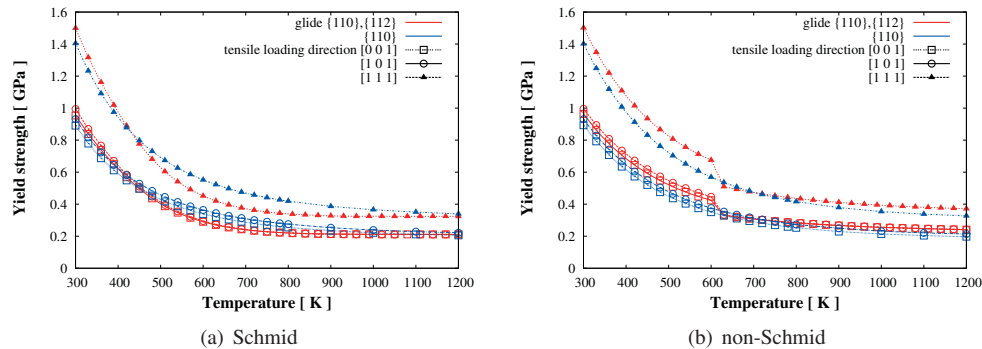 1.6
1.4
1.2
1
0.8
0.6
0.4
0.2
0
Yield strength [ GPa]
glide {110},{112}
{110}
tensile loading direction [0 0 1]
[1 0 1]
[1 1 1]
300 400 500 600 700 800 900 1000 1100 1200
Temperature [ K]
(a) Schmid
1.6
1.4
1.2
1
0.8
0.6
0.4
0.2
0
Yield strength [ GPa]
glide {110},{112}
{110}
tensile loading direction [0 0 1]
[1 0 1]
[1 1 1]
300 400 500 600 700 800 900 1000 1100 1200
Temperature [ K]
(b) non-Schmid